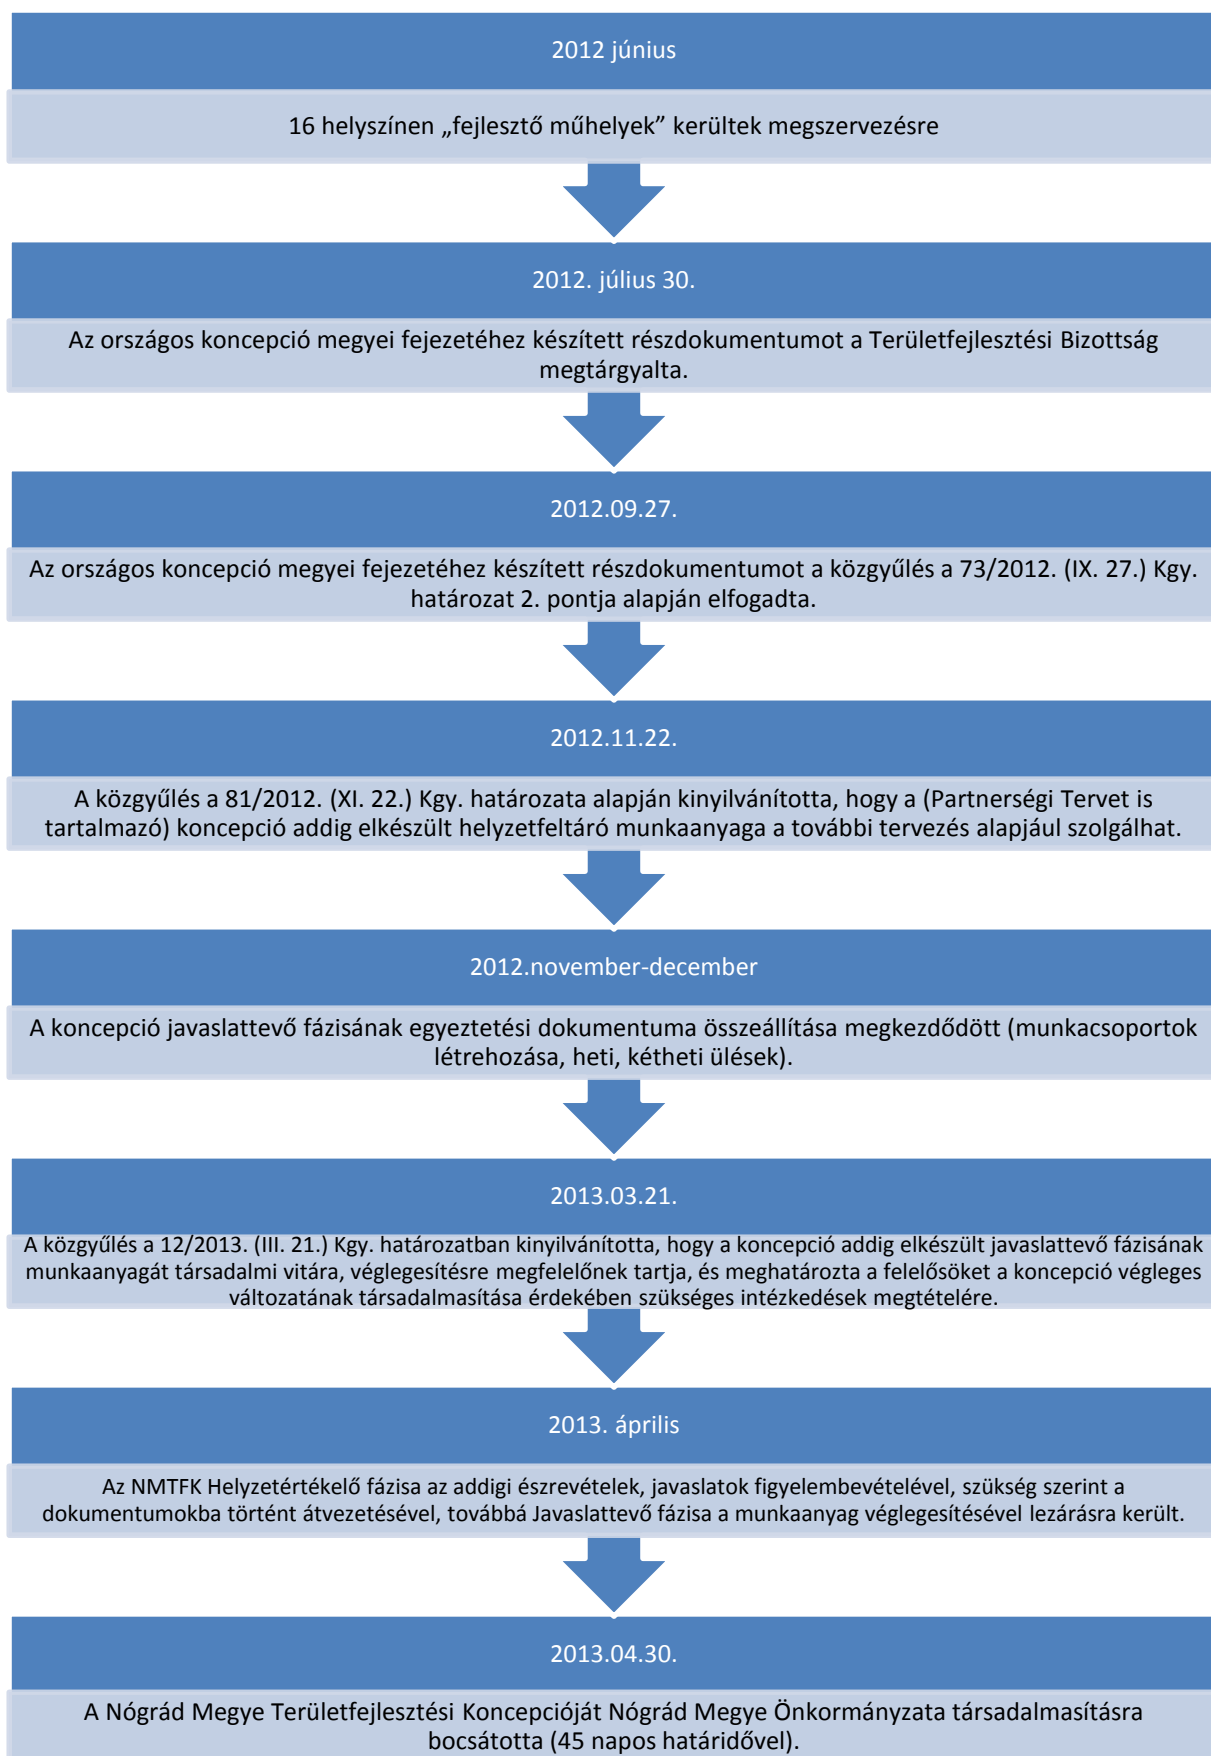 2012 június
16 helyszínen „fejlesztő műhelyek” kerültek megszervezésre
2012. július 30.
Az országos koncepció megyei fejezetéhez készített részdokumentumot a Területfejlesztési Bizottság
megtárgyalta.
2012.09.27.
Az országos koncepció megyei fejezetéhez készített részdokumentumot a közgyűlés a 73/2012. (IX. 27.) Kgy.
határozat 2. pontja alapján elfogadta.
2012.11.22.
A közgyűlés a 81/2012. (XI. 22.) Kgy. határozata alapján kinyilvánította, hogy a (Partnerségi Tervet is
tartalmazó) koncepció addig elkészült helyzetfeltáró munkaanyaga a további tervezés alapjául szolgálhat.
2012.november-december
A koncepció javaslattevő fázisának egyeztetési dokumentuma összeállítása megkezdődött (munkacsoportok
létrehozása, heti, kétheti ülések).
2013.03.21.
A közgyűlés a 12/2013. (III. 21.) Kgy. határozatban kinyilvánította, hogy a koncepció addig elkészült javaslattevő fázisának
munkaanyagát társadalmi vitára, véglegesítésre megfelelőnek tartja, és meghatározta a felelősöket a koncepció végleges
változatának társadalmasítása érdekében szükséges intézkedések megtételére.
2013. április
Az NMTFK Helyzetértékelő fázisa az addigi észrevételek, javaslatok figyelembevételével, szükség szerint a
dokumentumokba történt átvezetésével, továbbá Javaslattevő fázisa a munkaanyag véglegesítésével lezárásra került.
2013.04.30.
A Nógrád Megye Területfejlesztési Koncepcióját Nógrád Megye Önkormányzata társadalmasításra
bocsátotta (45 napos határidővel).